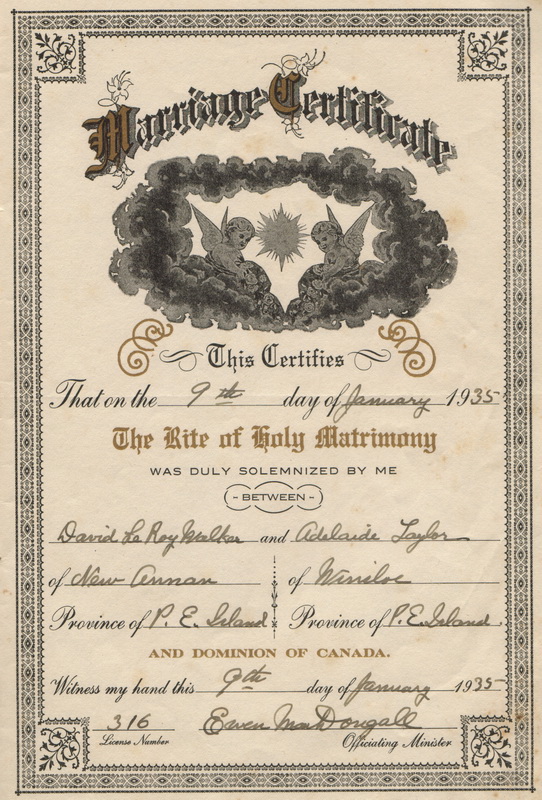 Marriage Certificate
This Certifies
That on the 9th day of January 1935
The Rite of Holy Matrimony
WAS DULY SOLEMNIZED BY ME
- BETWEEN -
David Le Roy Walker and Adelaide Taylor
of New Annan of Winsloe
Province of P. E. Island Province of P. E. Island.
AND DOMINION OF CANADA.
Witness my hand this 9th day of January 1935
316 Ewen MacDougall
License Number Officiating Minister